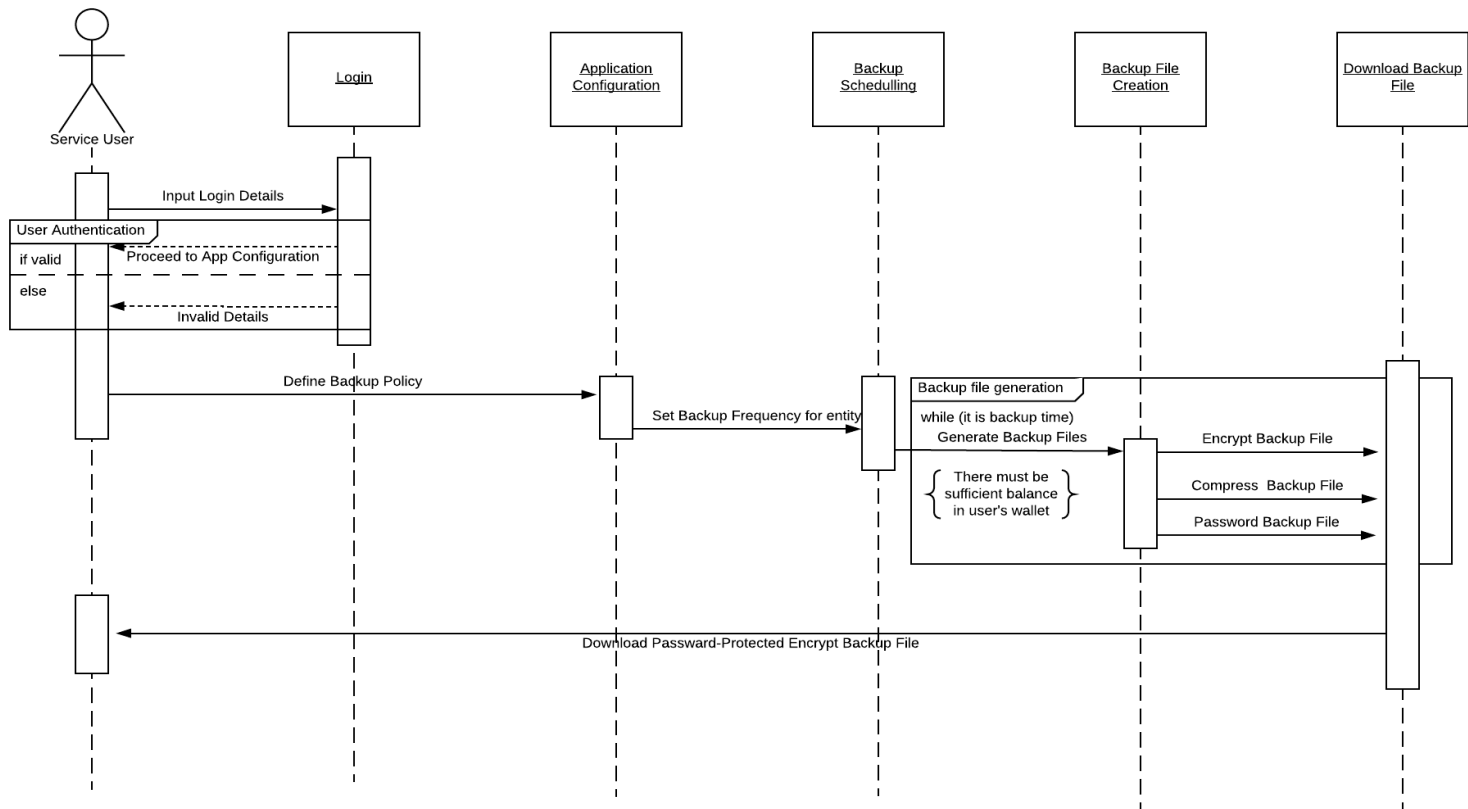 Service User
Login
Application
Configuration
Backup
Schedulling
Backup File
Creation
Download Backup
File
Input Login Details
User Authentication
if valid
Proceed to App Configuration
else
Invalid Details
Define Backup Policy
Set Backup Frequency for entity
Backup file generation
while (it is backup time)
Generate Backup Files
There must be
sufficient balance
in user's wallet
Encrypt Backup File
Compress  Backup File
Password Backup File
Download Password-Protected Encrypt Backup File